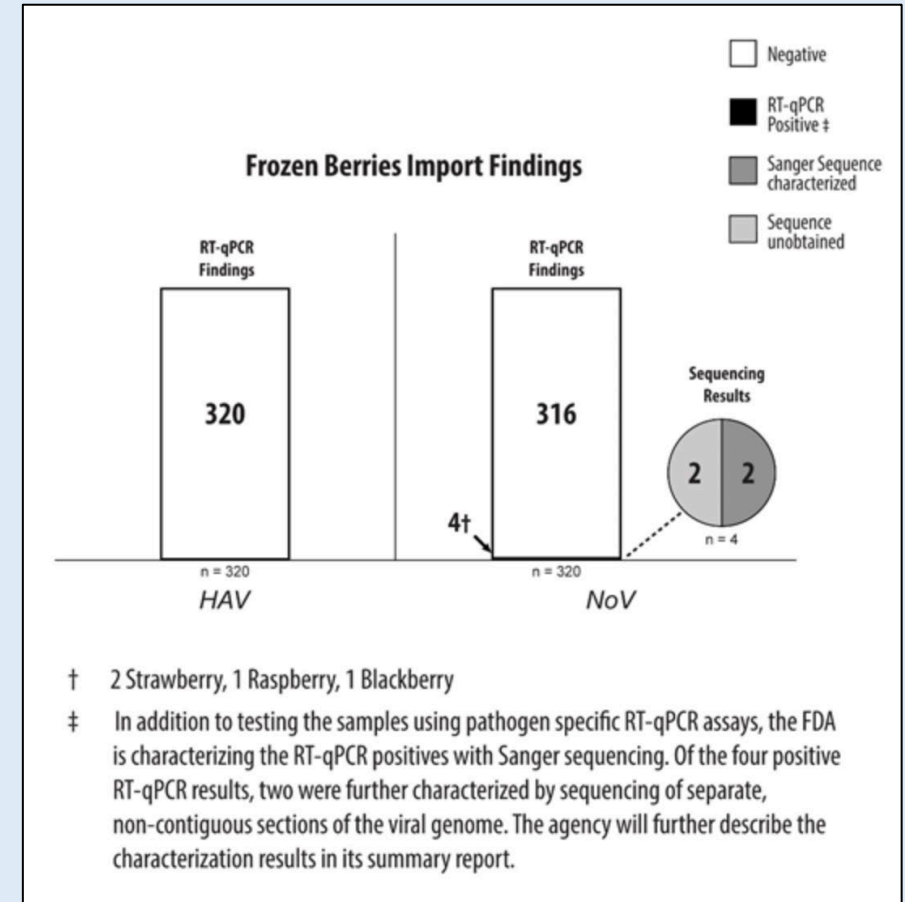 Negative
RT-qPCR
Positive ‡
Sanger Sequence
characterized
Sequence
unobtained
Frozen Berries Import Findings
RT-qPCR
Findings
320
n = 320
HAV
RT-qPCR
Findings
316
4†
n = 320
NoV
Sequencing
Results
2 2
n = 4
† 2 Strawberry, 1 Raspberry, 1 Blackberry
‡ In addition to testing the samples using pathogen specific RT-qPCR assays, the FDA
is characterizing the RT-qPCR positives with Sanger sequencing. Of the four positive
RT-qPCR results, two were further characterized by sequencing of separate,
non-contiguous sections of the viral genome. The agency will further describe the
characterization results in its summary report.